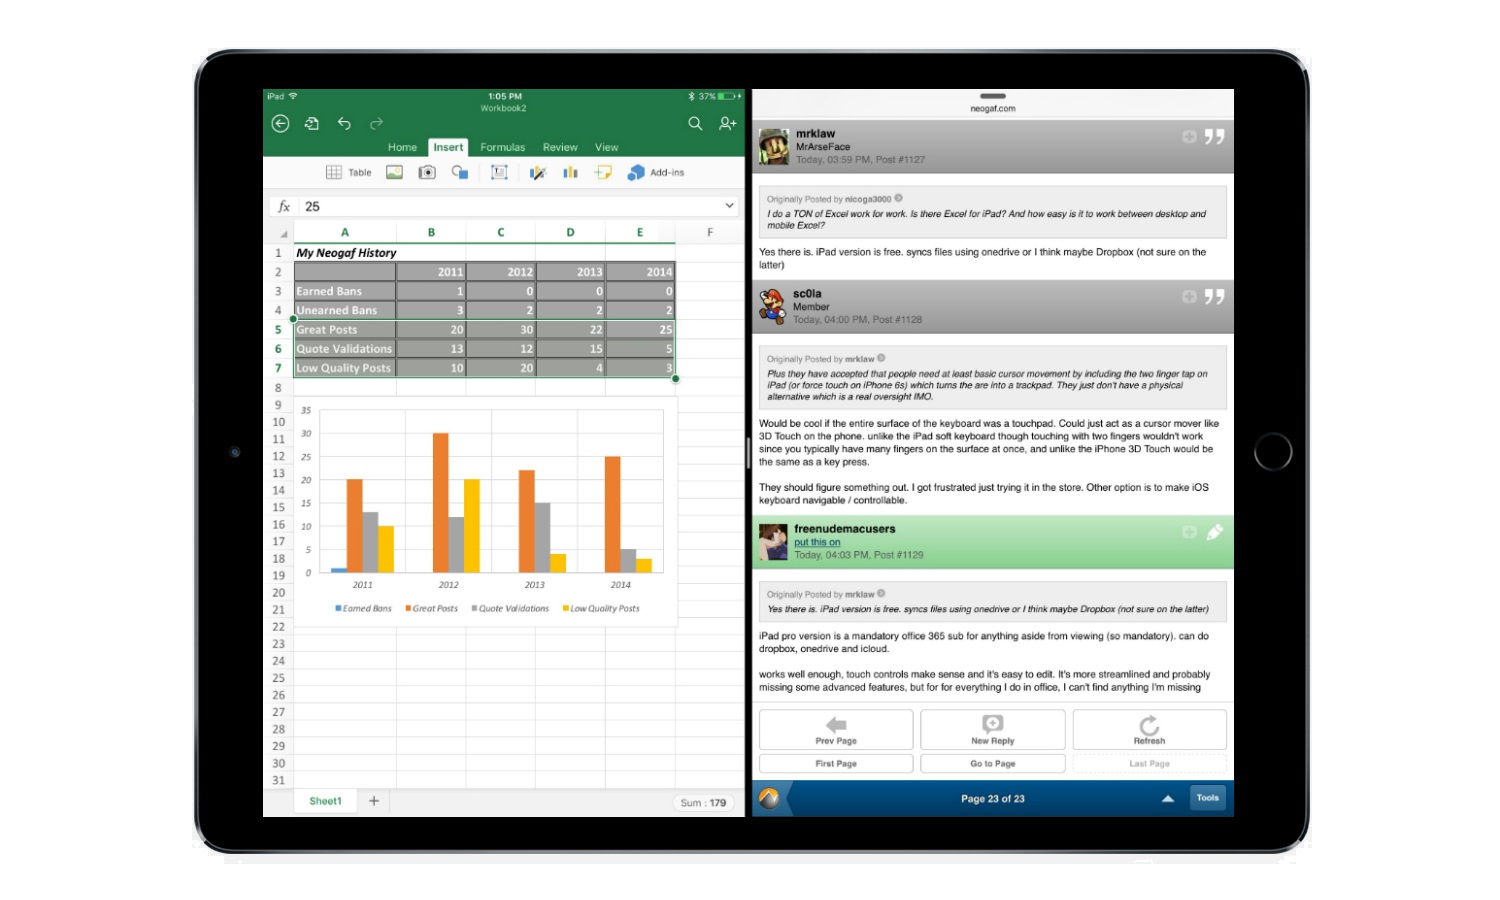 iPad
1:05 PM
37%
Workbook2
Home Insert Formulas Review View
Table
Add-ins
fx 25
A B C D E F
1 My Neogaf History
2 2011 2012 2013 2014
3 Earned Bans 1 0 0 0
4 Unearned Bans 3 2 2 2
5 Great Posts 20 30 22 25
6 Quote Validations 13 12 15 5
7 Low Quality Posts 10 20 4 3
8
9
10
11
12
13
14
15
16
17
18
19
20
21
22
23
24
25
26
27
28
29
30
31
35
30
25
20
15
10
5
0
2011 2012 2013 2014
Earned Bans Great Posts Quote Validations Low Quality Posts
Sheet1 +
Sum : 179
neogaf.com
mrklaw
MrArseFace
Today, 03:59 PM, Post #1127
Originally Posted by nicoga3000
I do a TON of Excel work for work. Is there Excel for iPad? And how easy is it to work between desktop and
mobile Excel?
Yes there is. iPad version is free. syncs files using onedrive or I think maybe Dropbox (not sure on the
latter)
sc0la
Member
Today, 04:00 PM, Post #1128
Originally Posted by mrklaw
Plus they have accepted that people need at least basic cursor movement by including the two finger tap on
iPad (or force touch on iPhone 6s) which turns the are into a trackpad. They just don't have a physical
alternative which is a real oversight IMO.
Would be cool if the entire surface of the keyboard was a touchpad. Could just act as a cursor mover like
3D Touch on the phone. unlike the iPad soft keyboard though touching with two fingers wouldn't work
since you typically have many fingers on the surface at once, and unlike the iPhone 3D Touch would be
the same as a key press.
They should figure something out. I got frustrated just trying it in the store. Other option is to make iOS
keyboard navigable / controllable.
freenudemacusers
put this on
Today, 04:03 PM, Post #1129
Originally Posted by mrklaw
Yes there is. iPad version is free. syncs files using onedrive or I think maybe Dropbox (not sure on the latter)
iPad pro version is a mandatory office 365 sub for anything aside from viewing (so mandatory). can do
dropbox, onedrive and icloud.
works well enough, touch controls make sense and it's easy to edit. It's more streamlined and probably
missing some advanced features, but for for everything I do in office, I can't find anything I'm missing
Prev Page New Reply Refresh
First Page Go to Page Last Page
Page 23 of 23
Tools